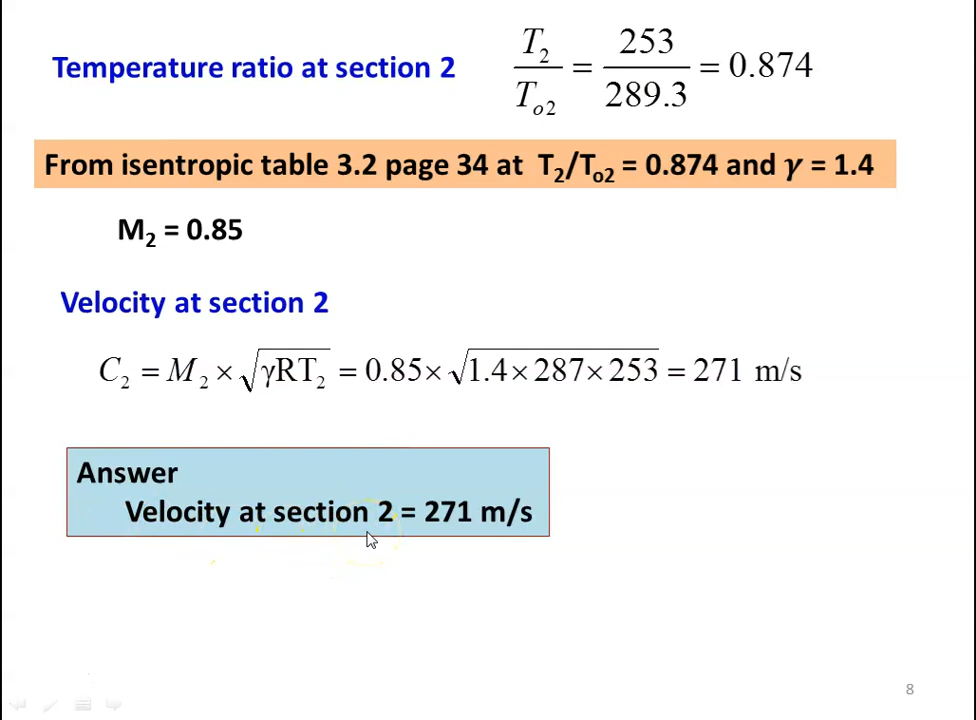 Temperature ratio at section 2
T₂/Tₒ₂ = 253/289.3 = 0.874
From isentropic table 3.2 page 34 at T₂/Tₒ₂ = 0.874 and γ = 1.4
M₂ = 0.85
Velocity at section 2
C₂ = M₂ × √γRT₂ = 0.85× √1.4×287×253 = 271 m/s
Answer
Velocity at section 2 = 271 m/s
8